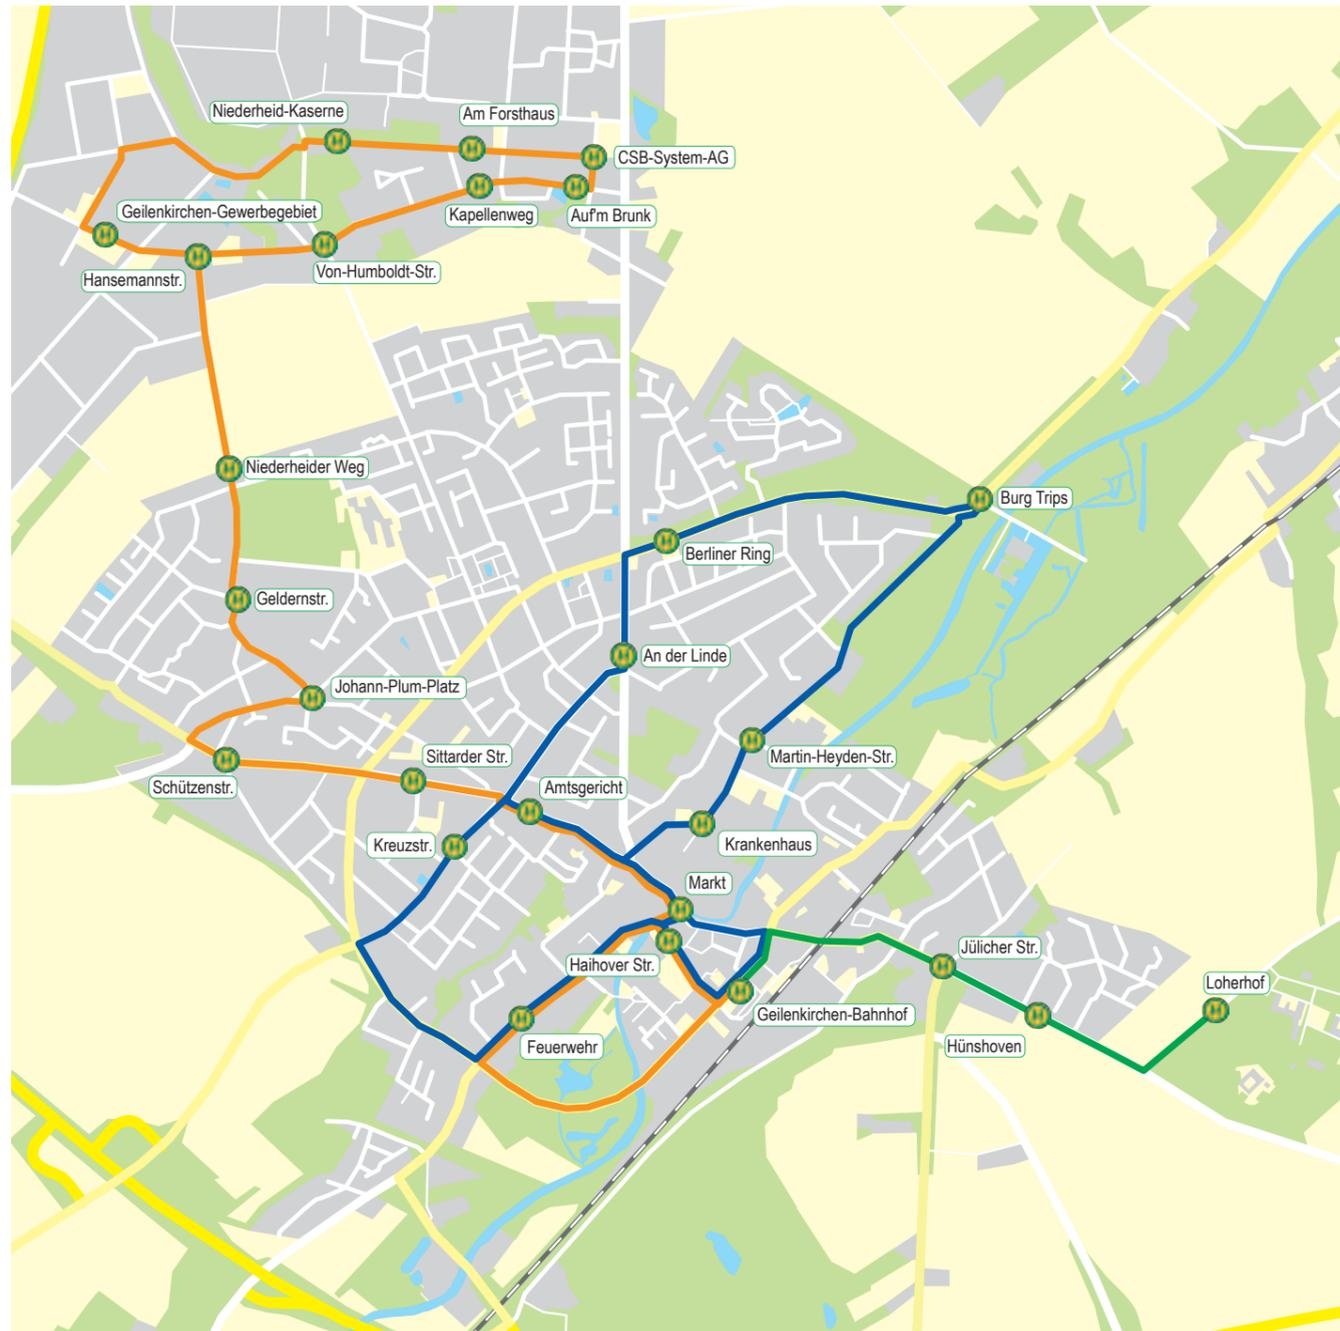 Niederheid-Kaserne
Am Forsthaus
CSB-System-AG
Geilenkirchen-Gewerbegebiet
Kapellenweg
Auf'm Brunk
Hansemannstr.
Von-Humboldt-Str.
Niederheider Weg
Burg Trips
Berliner Ring
Geldernstr.
An der Linde
Johann-Plum-Platz
Sittarder Str.
Martin-Heyden-Str.
Schützenstr.
Amtsgericht
Kreuzstr.
Krankenhaus
Markt
Jülicher Str.
Haihover Str.
Loherhof
Geilenkirchen-Bahnhof
Feuerwehr
Hünshoven